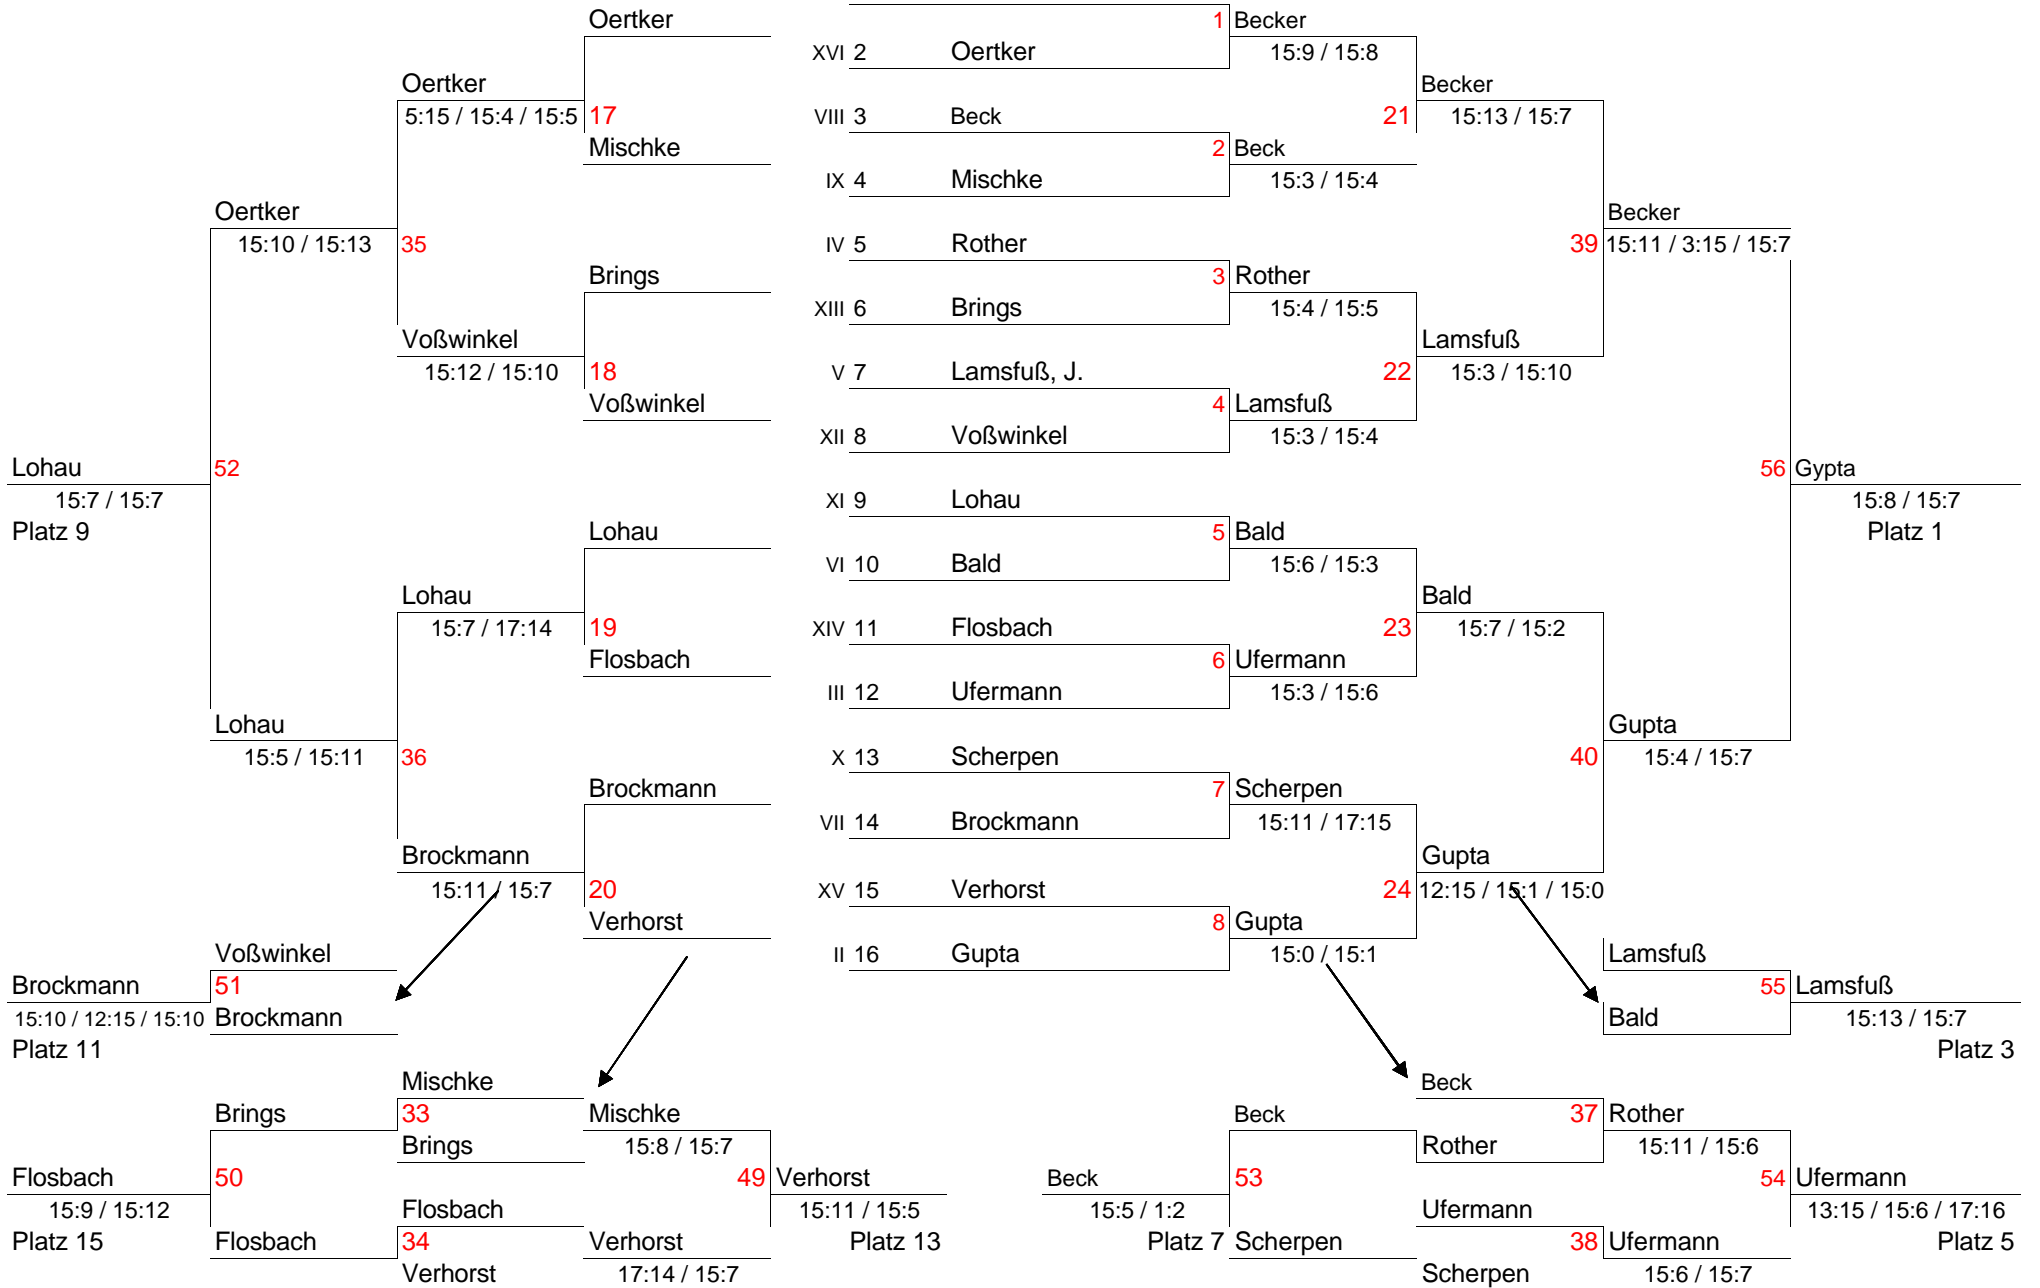 Oertker 1 Becker
XVI 2 Oertker 15:9 / 15:8
Oertker Becker
5:15 / 15:4 / 15:5 17 VIII 3 Beck 21 15:13 / 15:7
Mischke 2 Beck
IX 4 Mischke 15:3 / 15:4
Oertker Becker
15:10 / 15:13 35 IV 5 Rother 39 15:11 / 3:15 / 15:7
Brings 3 Rother
XIII 6 Brings 15:4 / 15:5
Voßwinkel Lamsfuß
15:12 / 15:10 18 V 7 Lamsfuß, J. 22 15:3 / 15:10
Voßwinkel 4 Lamsfuß
XII 8 Voßwinkel 15:3 / 15:4
Lohau 52 56 Gypta
15:7 / 15:7 XI 9 Lohau 15:8 / 15:7
Platz 9 Lohau 5 Bald Platz 1
VI 10 Bald 15:6 / 15:3
Lohau Bald
15:7 / 17:14 19 XIV 11 Flosbach 23 15:7 / 15:2
Flosbach 6 Ufermann
III 12 Ufermann 15:3 / 15:6
Lohau Gupta
15:5 / 15:11 36 X 13 Scherpen 40 15:4 / 15:7
Brockmann 7 Scherpen
VII 14 Brockmann 15:11 / 17:15
Brockmann Gupta
15:11 / 15:7 20 XV 15 Verhorst 24 12:15 / 15:1 / 15:0
Verhorst 8 Gupta
Voßwinkel II 16 Gupta 15:0 / 15:1 Lamsfuß
Brockmann 51 55 Lamsfuß
15:10 / 12:15 / 15:10 Brockmann Bald 15:13 / 15:7
Platz 11 Platz 3
Mischke Beck
Brings 33 Mischke Beck 37 Rother
Brings 15:8 / 15:7 Rother 15:11 / 15:6
Flosbach 50 49 Verhorst Beck 53 54 Ufermann
15:9 / 15:12 Flosbach 15:11 / 15:5 15:5 / 1:2 Ufermann 13:15 / 15:6 / 17:16
Platz 15 Flosbach 34 Verhorst Platz 13 Platz 7 Scherpen 38 Ufermann Platz 5
Verhorst 17:14 / 15:7 Scherpen 15:6 / 15:7